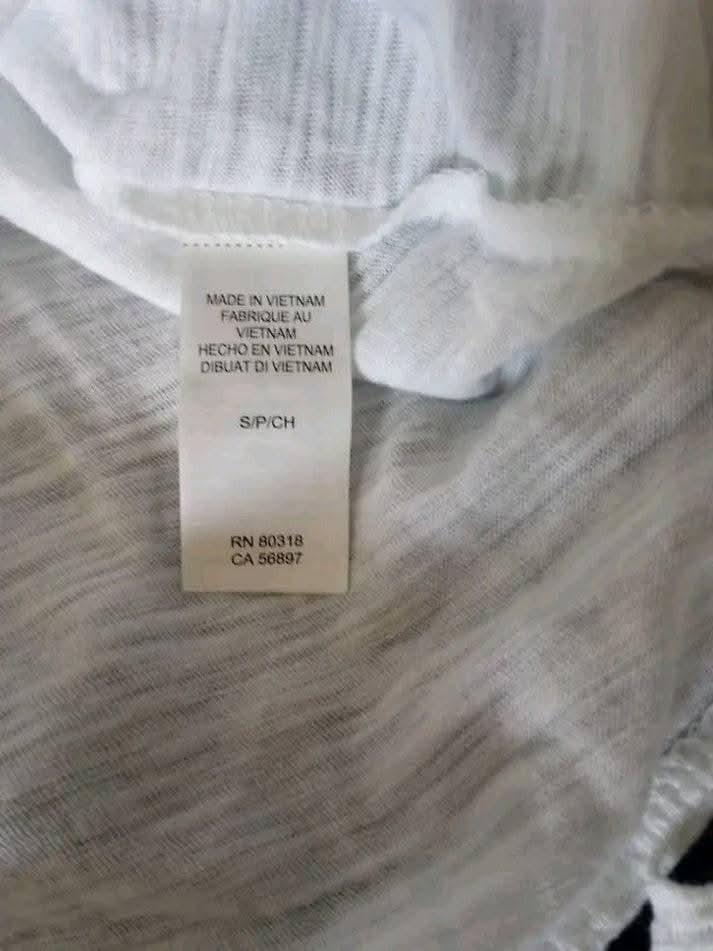 MADE IN VIETNAM
FABRIQUE AU
VIETNAM
HECHO EN VIETNAM
DIBUAT DI VIETNAM
S/P/CH
RN 80318
CA 56897